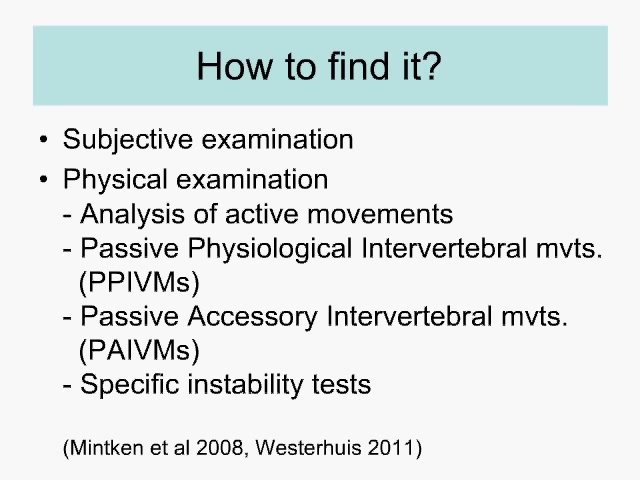 How to find it?
• Subjective examination
• Physical examination
- Analysis of active movements
- Passive Physiological Intervertebral mvts.
(PPIVMs)
- Passive Accessory Intervertebral mvts.
(PAIVMs)
- Specific instability tests
(Mintken et al 2008, Westerhuis 2011)